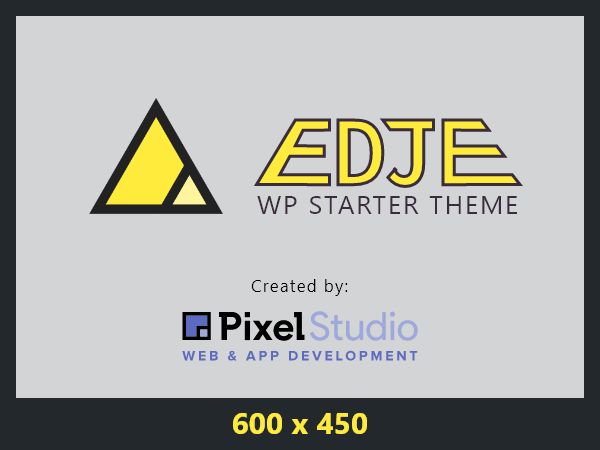 EDJE
WP STARTER THEME
Created by:
Pixel Studio
WEB & APP DEVELOPMENT
600 x 450